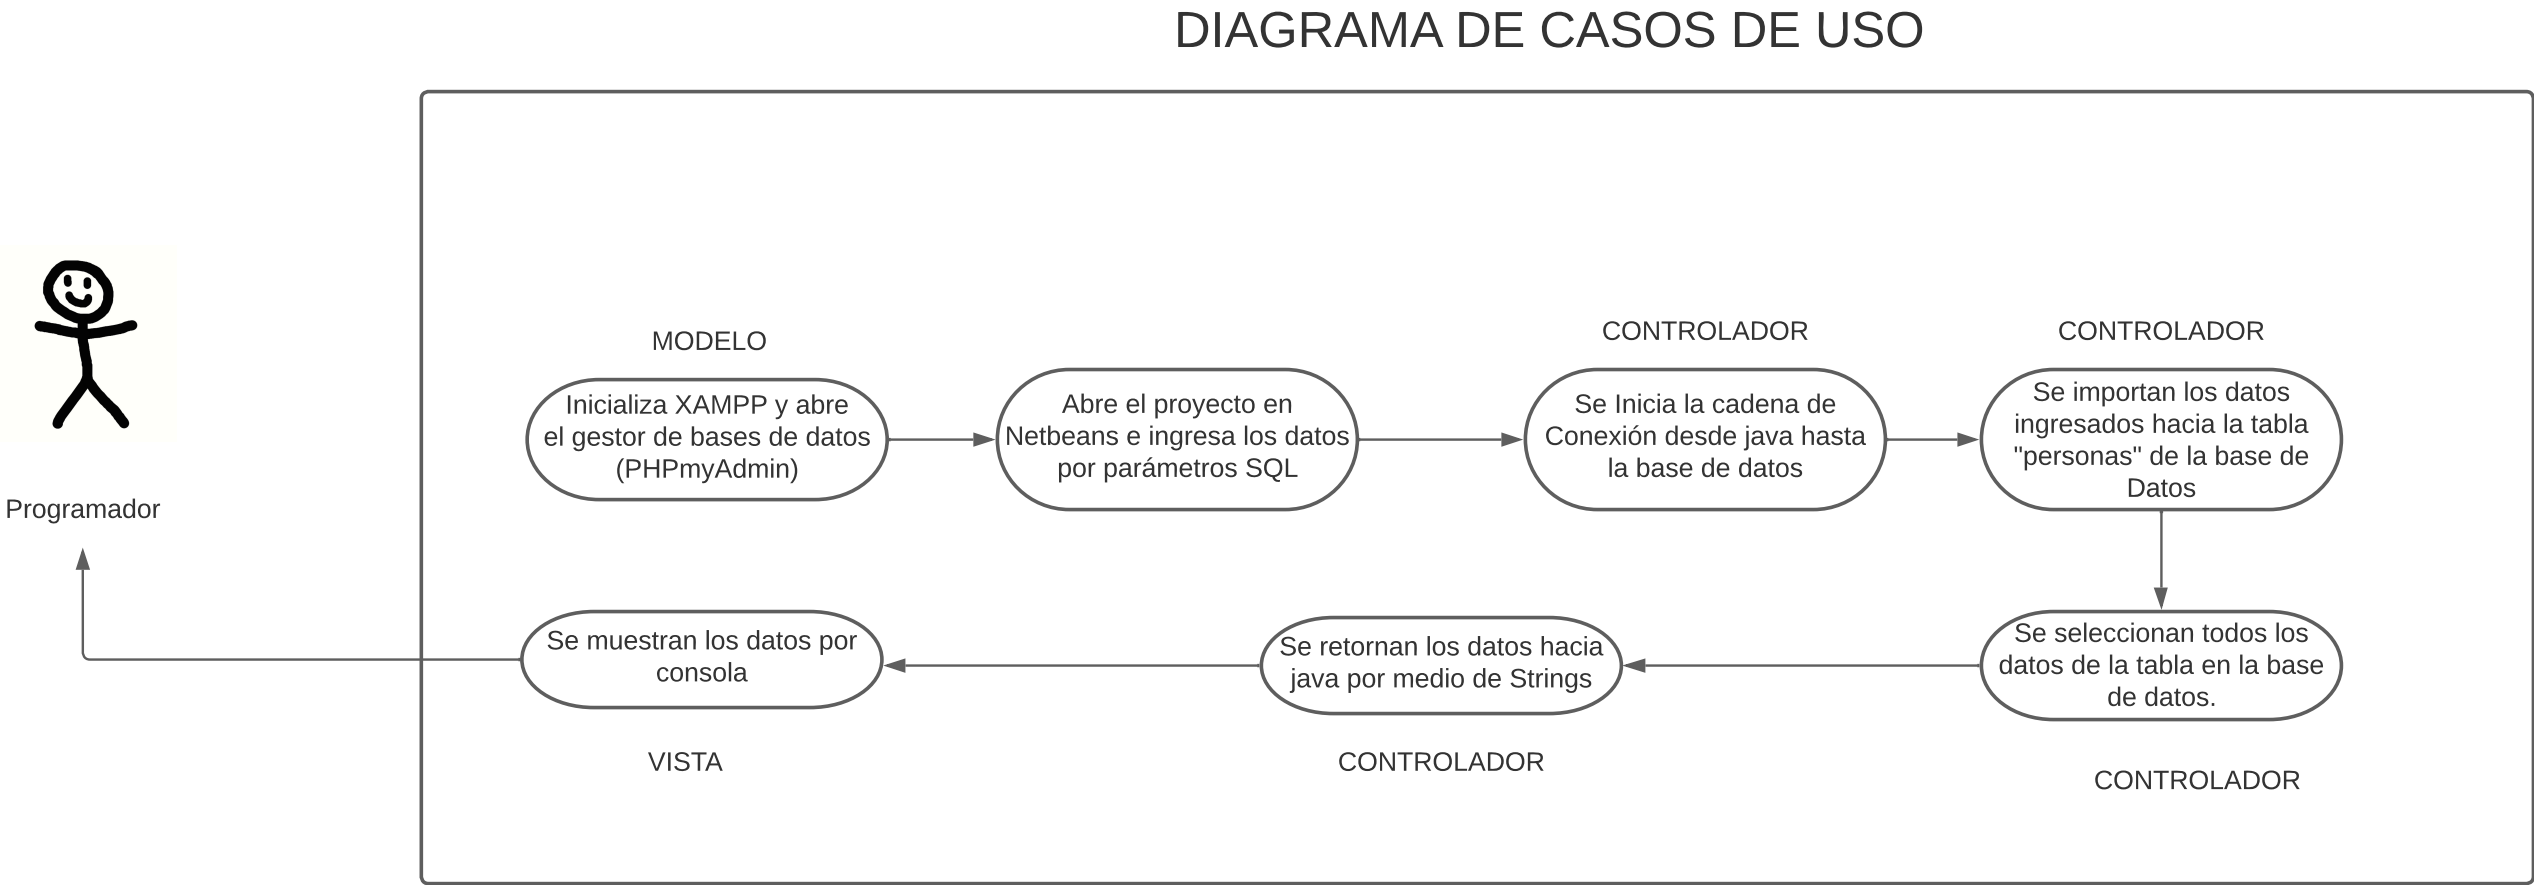 DIAGRAMA DE CASOS DE USO
MODELO
Inicializa XAMPP y abre
el gestor de bases de datos
(PHPmyAdmin)
Abre el proyecto en
Netbeans e ingresa los datos
por parámetros SQL
CONTROLADOR
Se Inicia la cadena de
Conexión desde java hasta
la base de datos
CONTROLADOR
Se importan los datos
ingresados hacia la tabla
"personas" de la base de
Datos
Programador
Se seleccionan todos los
datos de la tabla en la base
de datos.
CONTROLADOR
Se retornan los datos hacia
java por medio de Strings
CONTROLADOR
Se muestran los datos por
consola
VISTA